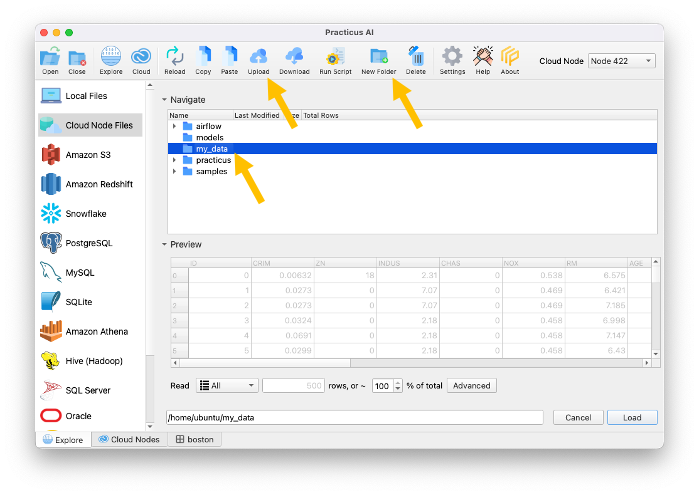 Practicus AI
Open Close Explore Cloud Reload Copy Paste Upload Download Run Script New Folder Delete Settings Help About Cloud Node Node 422
Local Files
Cloud Node Files
Amazon S3
Amazon Redshift
Snowflake
PostgreSQL
MySQL
SQLite
Amazon Athena
Hive (Hadoop)
SQL Server
Oracle
Navigate
Name Last Modified Total Rows
airflow
models
my_data
practicus
samples
Preview
ID CRIM ZN INDUS CHAS NOX RM AGE
0 0 0.00632 18 2.31 0 0.538 6.575
1 1 0.0273 0 7.07 0 0.469 6.421
2 2 0.0273 0 7.07 0 0.469 7.185
3 3 0.0324 0 2.18 0 0.458 6.998
4 4 0.0691 0 2.18 0 0.458 7.147
5 5 0.0299 0 2.18 0 0.458 6.43
Read All 500 rows, or ~ 100 % of total Advanced
/home/ubuntu/my_data Cancel Load
Explore Cloud Nodes boston